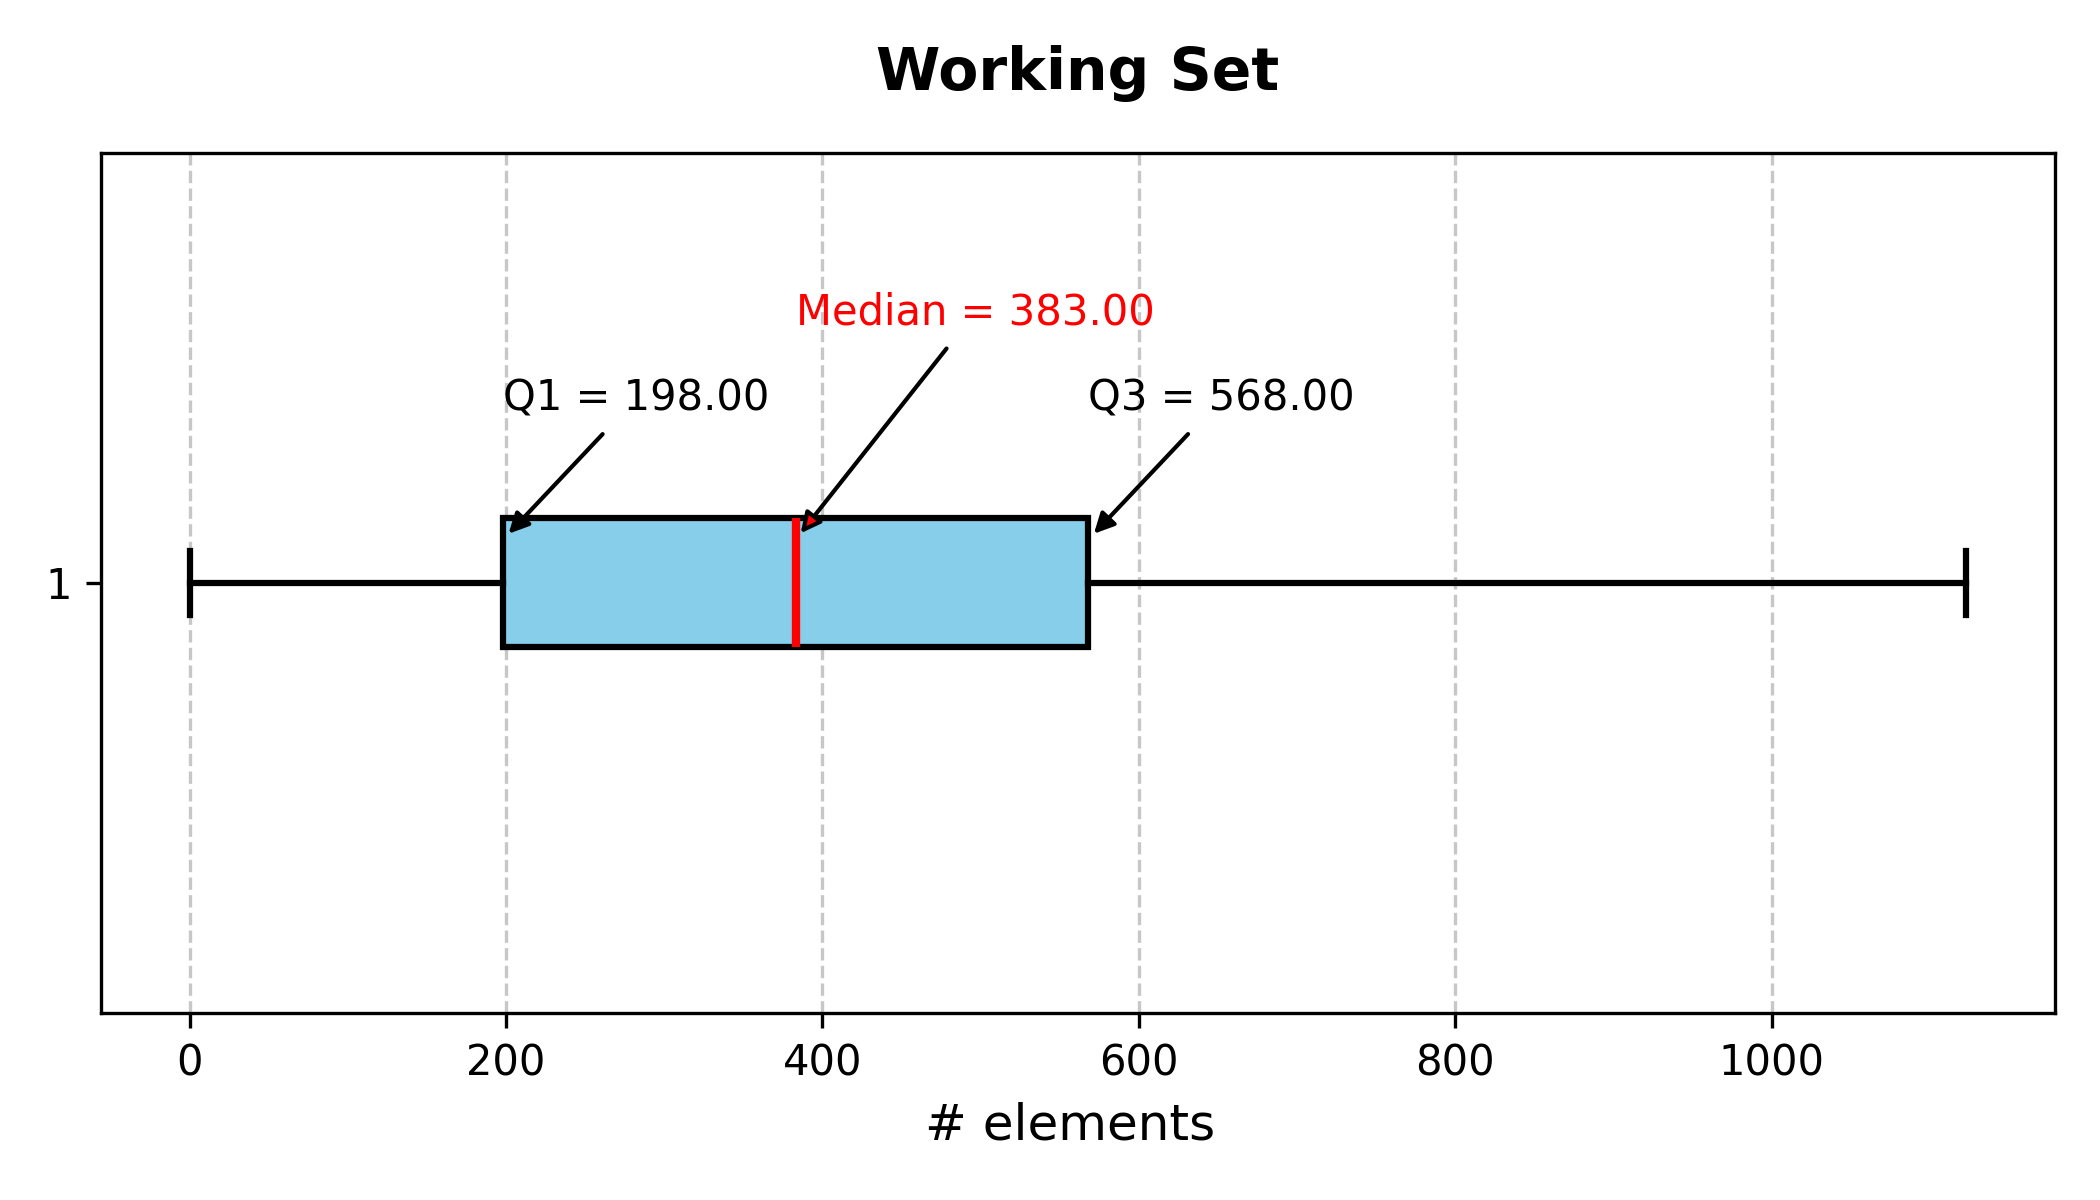 Working Set
Median = 383.00
Q1 = 198.00
Q3 = 568.00
1
0
200
400
600
800
1000
# elements